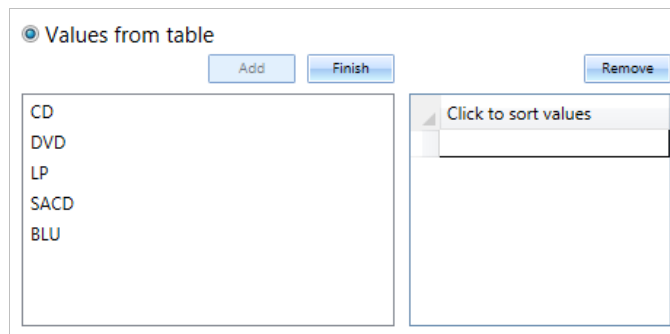 Values from table
Add Finish Remove
CD
DVD
LP
SACD
BLU
Click to sort values